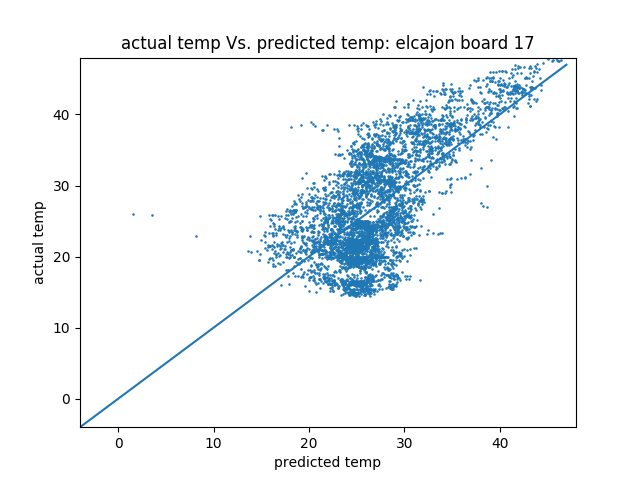 actual temp Vs. predicted temp: elcajon board 17
40
30
20
10
0
actual temp
0 10 20 30 40
predicted temp